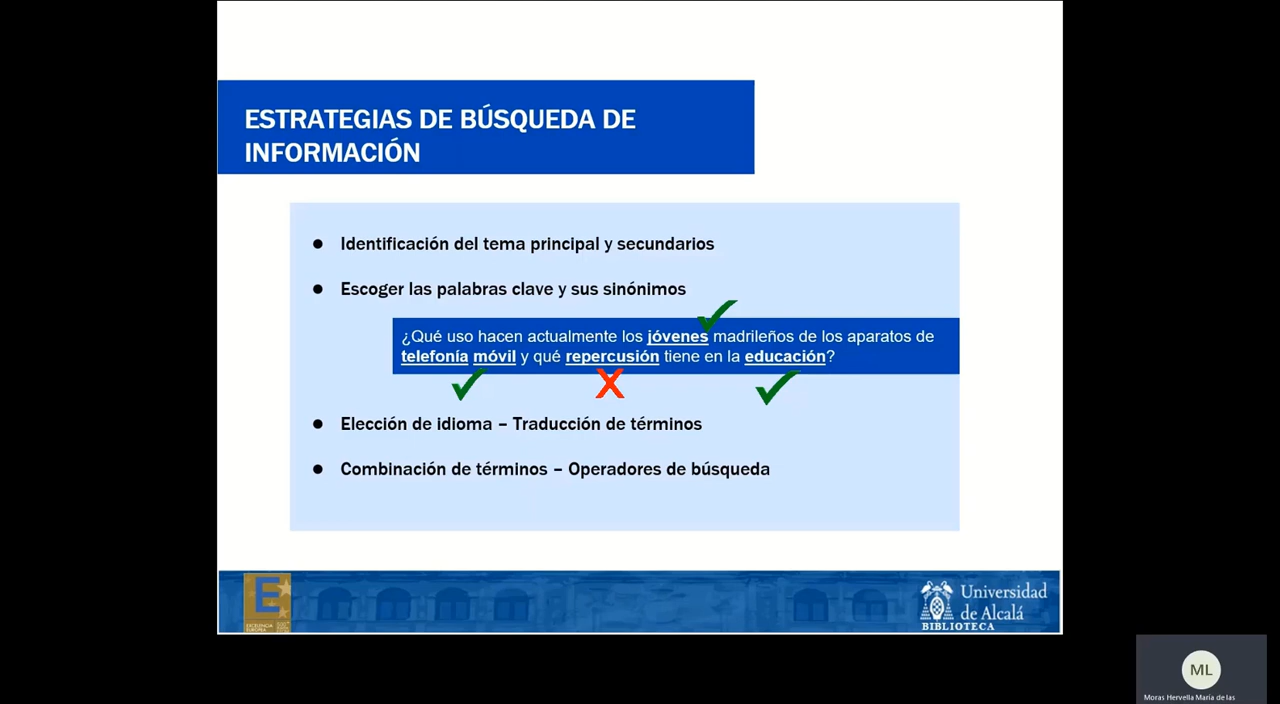 ESTRATEGIAS DE BÚSQUEDA DE
INFORMACIÓN
● Identificación del tema principal y secundarios
● Escoger las palabras clave y sus sinónimos
¿Qué uso hacen actualmente los jóvenes madrileños de los aparatos de
telefonía móvil y qué repercusión tiene en la educación?
● Elección de idioma – Traducción de términos
● Combinación de términos – Operadores de búsqueda
E
EXCELENCIA
EUROPEA
Universidad
de Alcalá
BIBLIOTECA
ML
Moras Hervella María de las